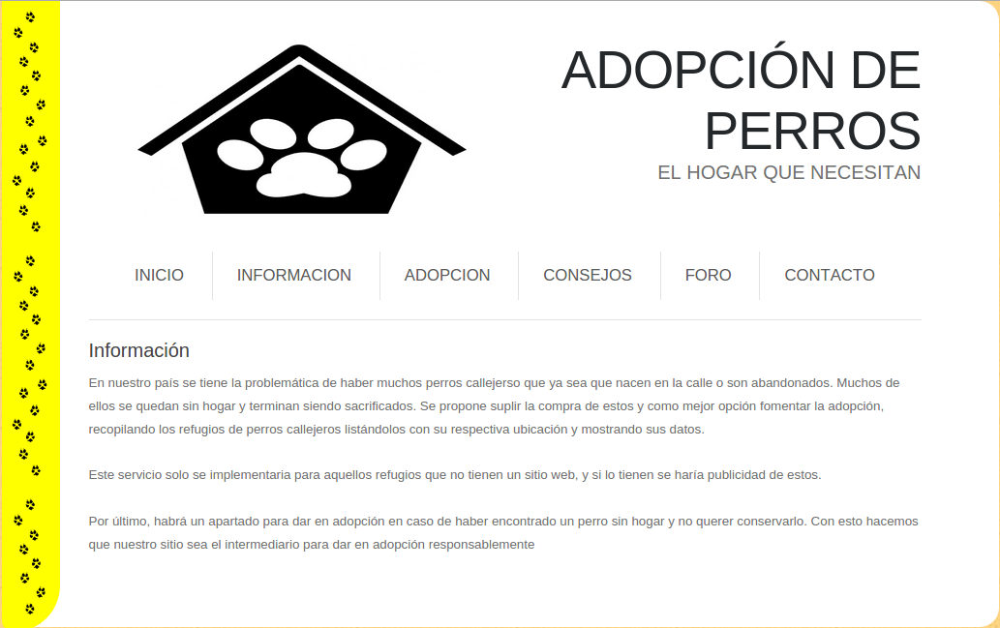 ADOPCIÓN DE
PERROS
EL HOGAR QUE NECESITAN
INICIO INFORMACION ADOPCION CONSEJOS FORO CONTACTO
Información
En nuestro país se tiene la problemática de haber muchos perros callejerso que ya sea que nacen en la calle o son abandonados. Muchos de
ellos se quedan sin hogar y terminan siendo sacrificados. Se propone suplir la compra de estos y como mejor opción fomentar la adopción,
recopilando los refugios de perros callejeros listándolos con su respectiva ubicación y mostrando sus datos.
Este servicio solo se implementaria para aquellos refugios que no tienen un sitio web, y si lo tienen se haría publicidad de estos.
Por último, habrá un apartado para dar en adopción en caso de haber encontrado un perro sin hogar y no querer conservarlo. Con esto hacemos
que nuestro sitio sea el intermediario para dar en adopción responsablemente